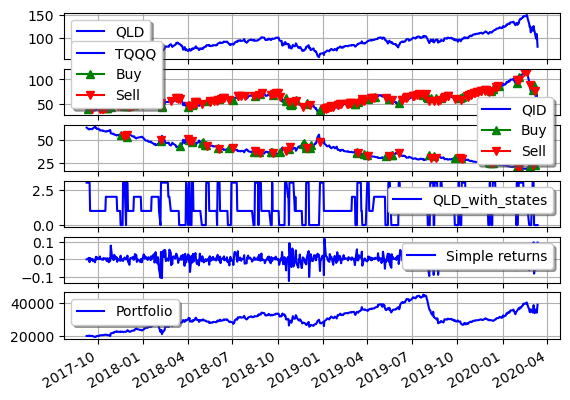 150
100
QLD
100
50
TQQQ
Buy
Sell
50
25
QID
Buy
Sell
2.5
0.0
QLD_with_states
0.1
0.0
−0.1
Simple returns
40000
20000
Portfolio
2017-10
2018-01
2018-04
2018-07
2018-10
2019-01
2019-04
2019-07
2019-10
2020-01
2020-04